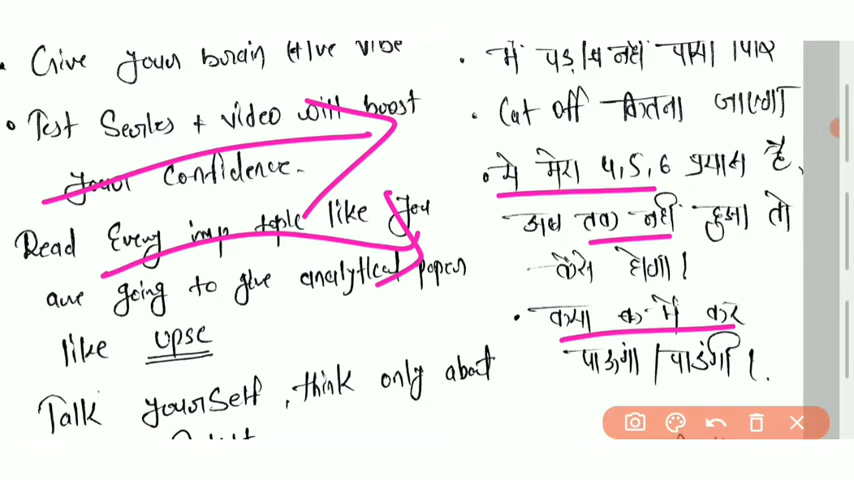 • Give your brain (+)ve vibe
• Test Series + video will boost
your confidence.
Read Every imp topic like you
are going to give analytical paper
like UPSC
Talk yourself, think only about
• में पढ़ नहीं पाया
• Cut off कितना जाएगा
• ये मेरा 4,5,6 प्रयास है,
अब तक नहीं हुआ तो
कैसे होगा।
• क्या में कर
पाऊंगा/पाउंगी।